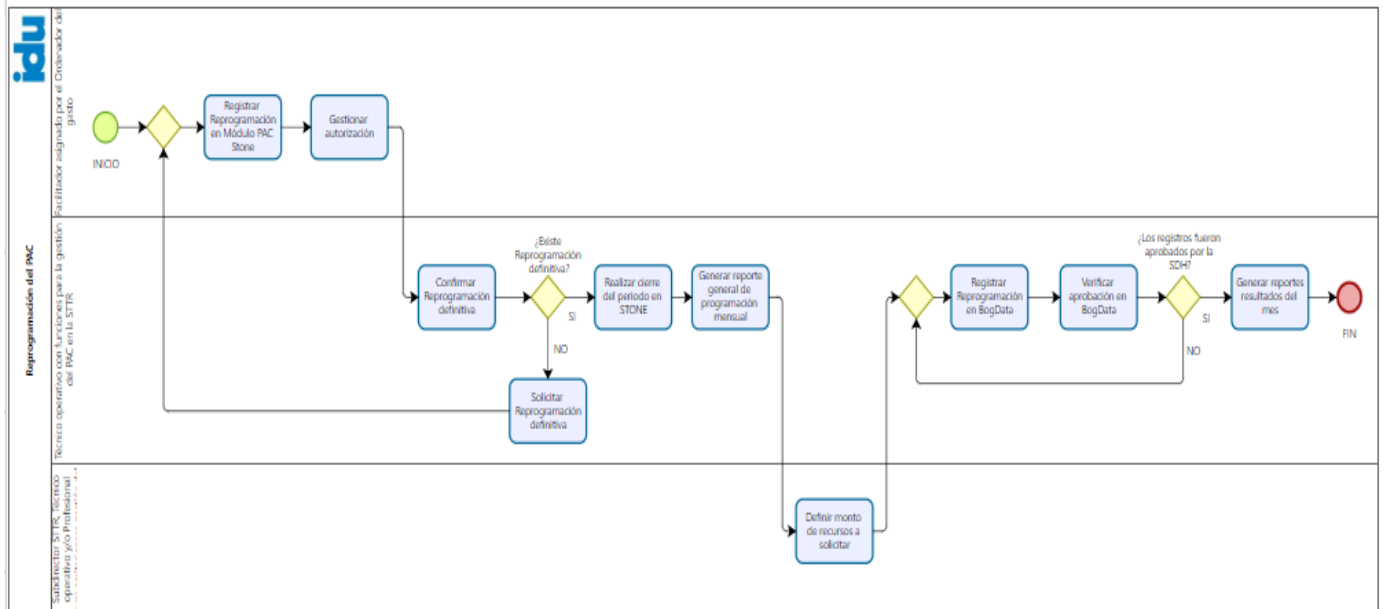 idu
Reprogramación del PAC
Facilitador asignado por el Ordenador del
gasto
INICIO
Registrar
Reprogramación
en Módulo PAC
Stone
Gestionar
autorización
Técnico operativo con funciones para la gestión
del PAC en la STTR
Confirmar
Reprogramación
definitiva
¿Existe
Reprogramación
definitiva?
SI
NO
Solicitar
Reprogramación
definitiva
Realizar cierre
del periodo en
STONE
Generar reporte
general de
programación
mensual
Registrar
Reprogramación
en BogData
Verificar
aprobación en
BogData
¿Los registros fueron
aprobados por la
SDH?
SI
NO
Generar reportes
resultados del
mes
FIN
Subdirector STTR, Técnico
operativo y/o Profesional
Definir monto
de recursos a
solicitar